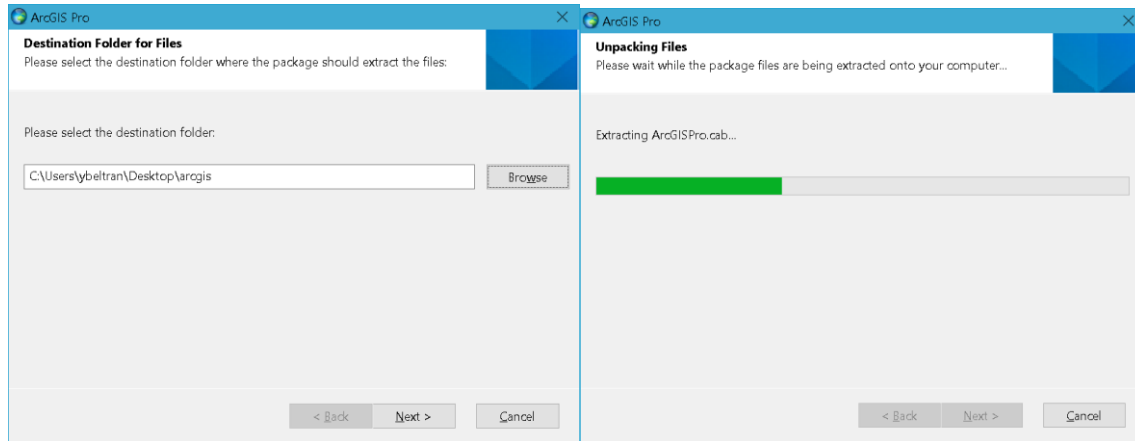 ArcGIS Pro
Destination Folder for Files
Please select the destination folder where the package should extract the files:
Please select the destination folder:
C:\Users\ybeltran\Desktop\arcgis
Browse
< Back
Next >
Cancel
ArcGIS Pro
Unpacking Files
Please wait while the package files are being extracted onto your computer...
Extracting ArcGISPro.cab...
< Back
Next >
Cancel